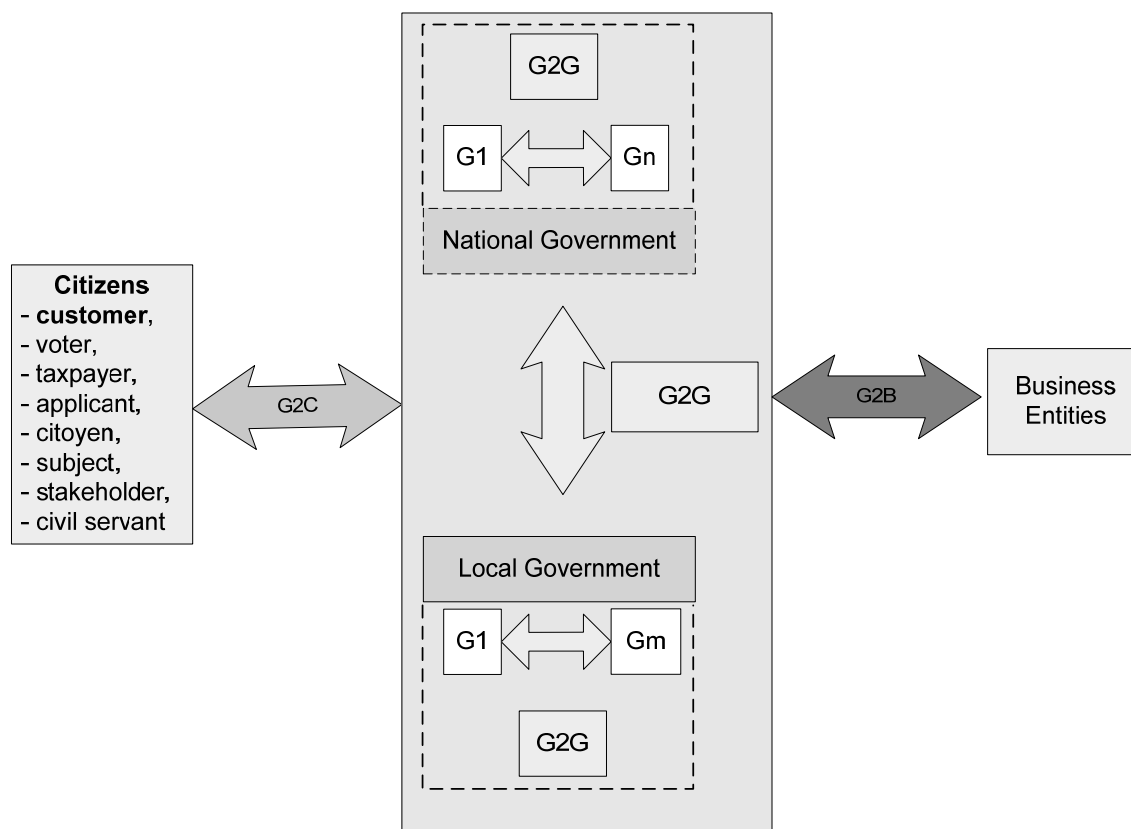 G2G
G1
Gn
National Government
Citizens
- customer,
- voter,
- taxpayer,
- applicant,
- citoyen,
- subject,
- stakeholder,
- civil servant
G2C
G2G
G2B
Business
Entities
Local Government
G1
Gm
G2G